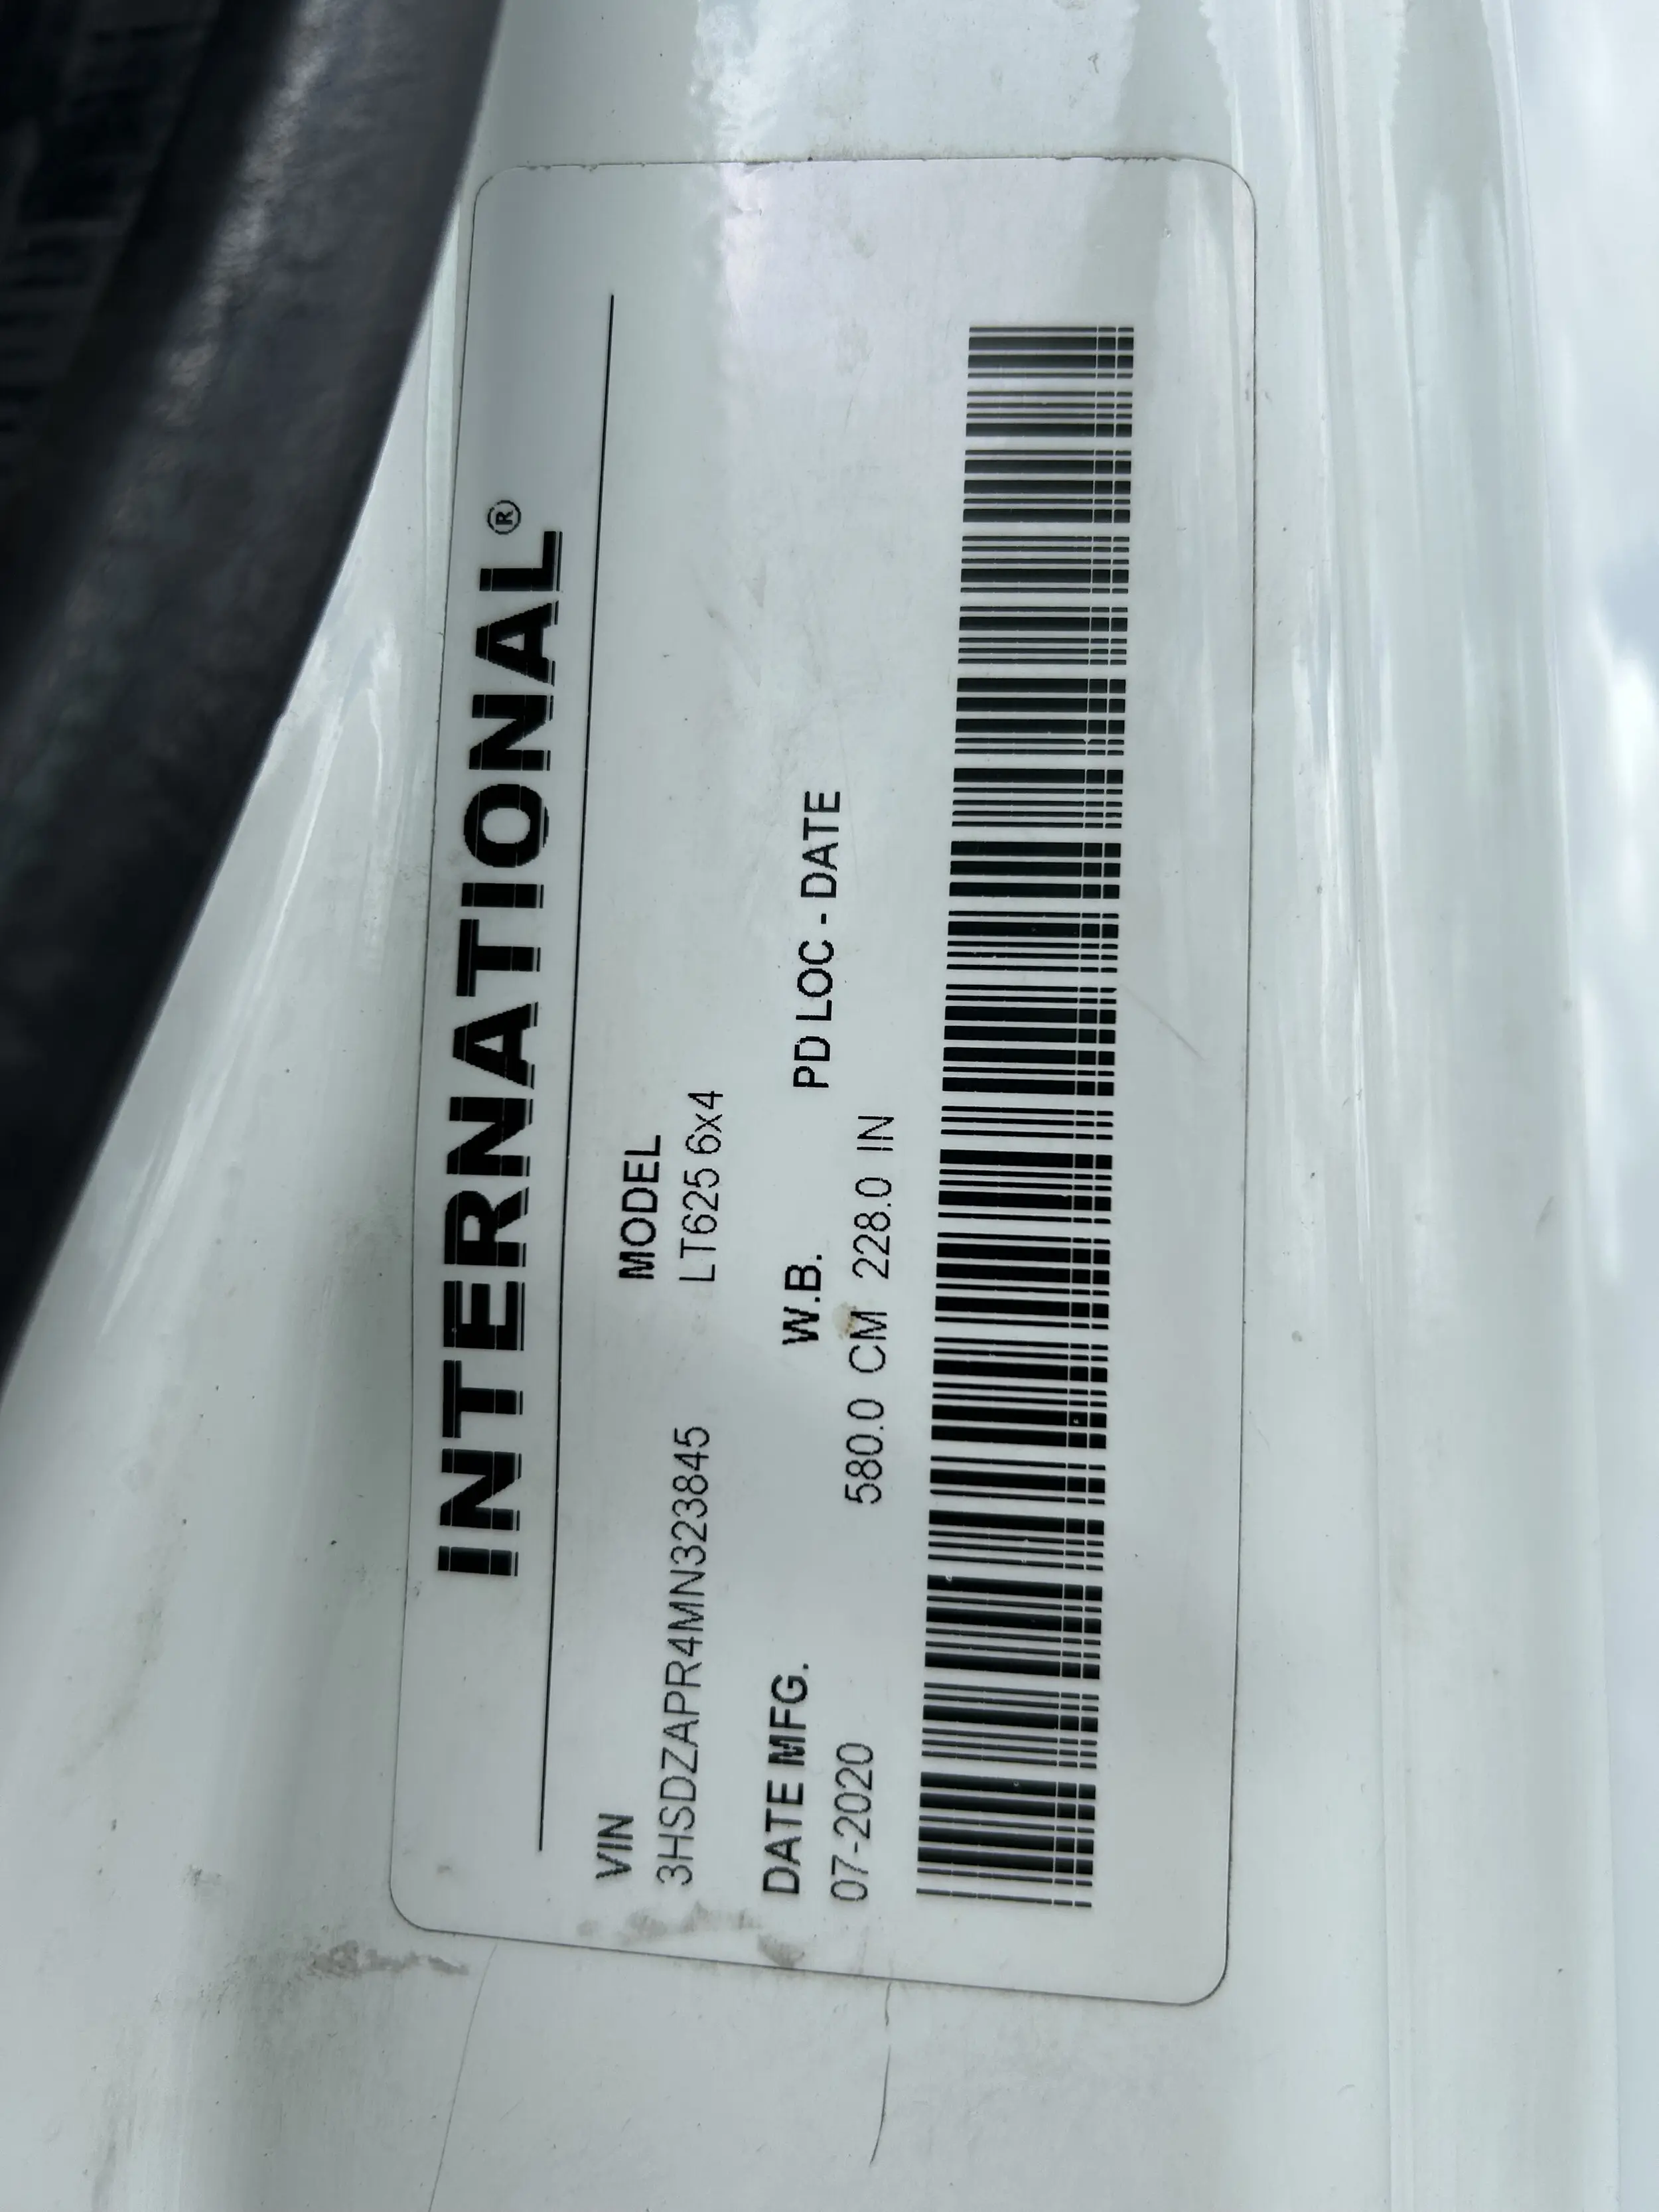 INTERNATIONAL®
VIN MODEL
3HSDZAPR4MN323845 LT625 6x4
DATE MFG. W.B. PD LOC - DATE
07-2020 580.0 CM 228.0 IN